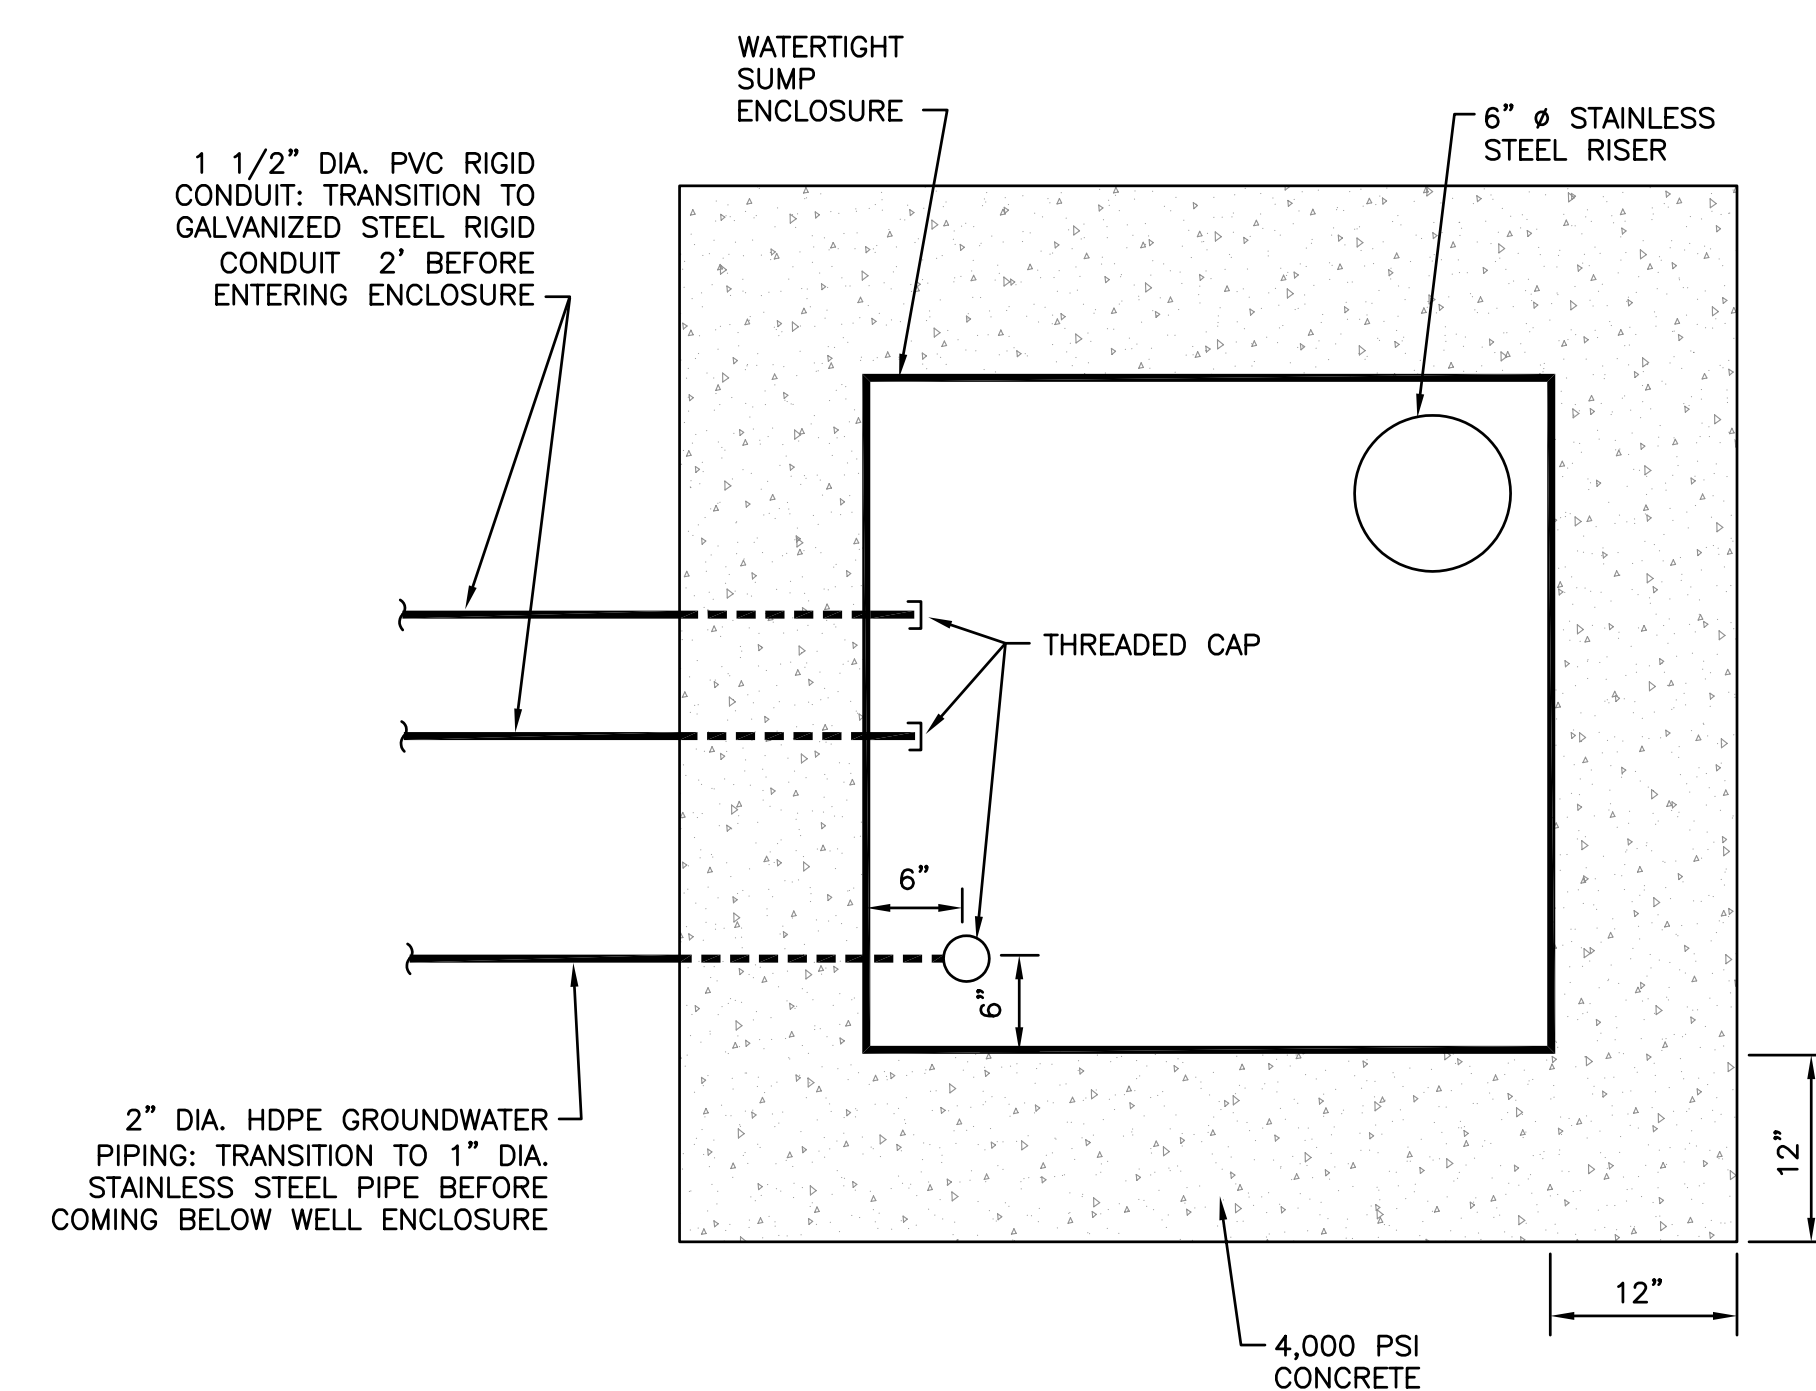 WATERTIGHT
SUMP
ENCLOSURE
6" Ø STAINLESS
STEEL RISER
1 1/2" DIA. PVC RIGID
CONDUIT: TRANSITION TO
GALVANIZED STEEL RIGID
CONDUIT 2' BEFORE
ENTERING ENCLOSURE
THREADED CAP
6"
6"
2" DIA. HDPE GROUNDWATER
PIPING: TRANSITION TO 1" DIA.
STAINLESS STEEL PIPE BEFORE
COMING BELOW WELL ENCLOSURE
12"
12"
4,000 PSI
CONCRETE